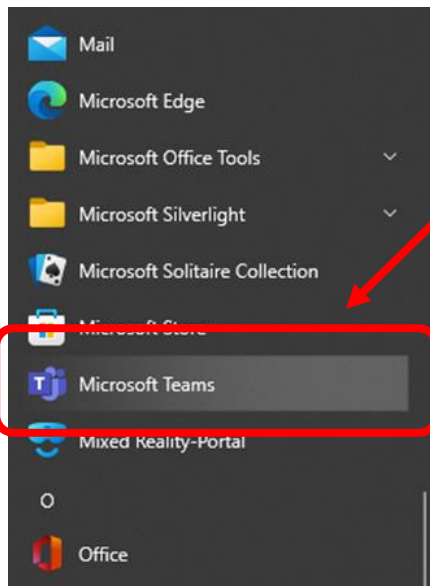 Mail
Microsoft Edge
Microsoft Office Tools
Microsoft Silverlight
Microsoft Solitaire Collection
Microsoft Store
Microsoft Teams
Mixed Reality-Portal
O
Office